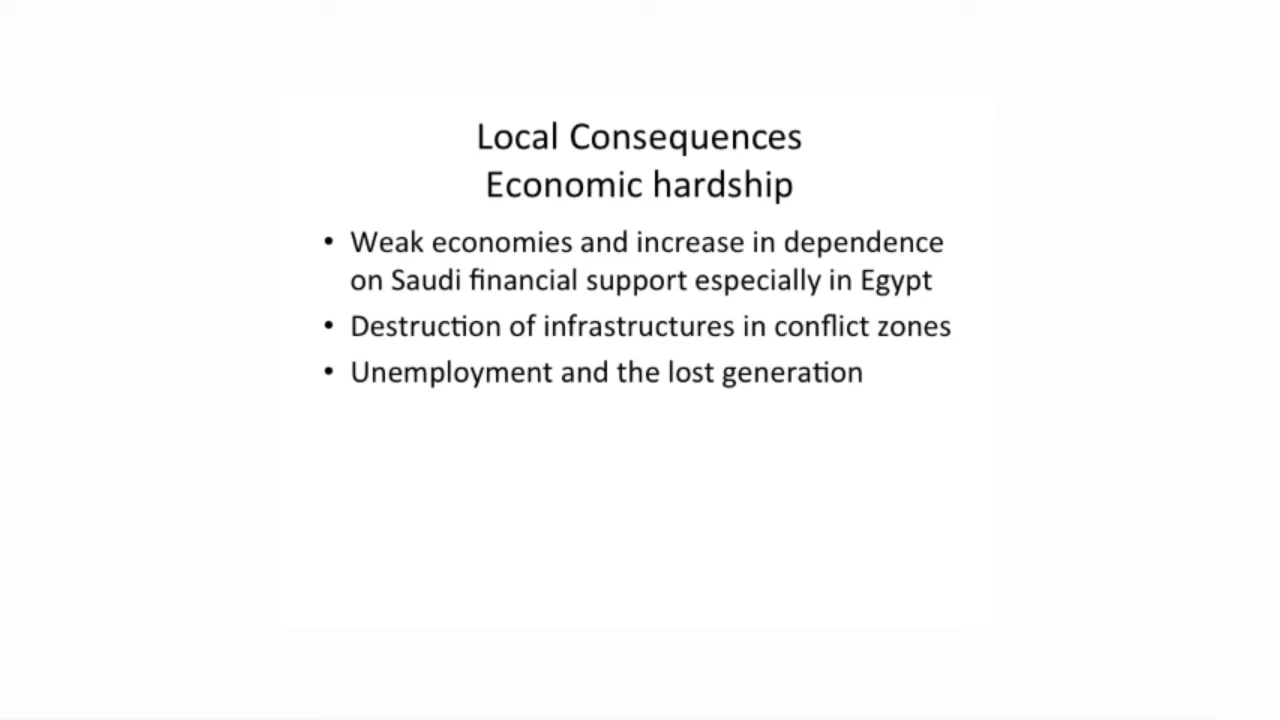 Local Consequences
Economic hardship
• Weak economies and increase in dependence
on Saudi financial support especially in Egypt
• Destruction of infrastructures in conflict zones
• Unemployment and the lost generation